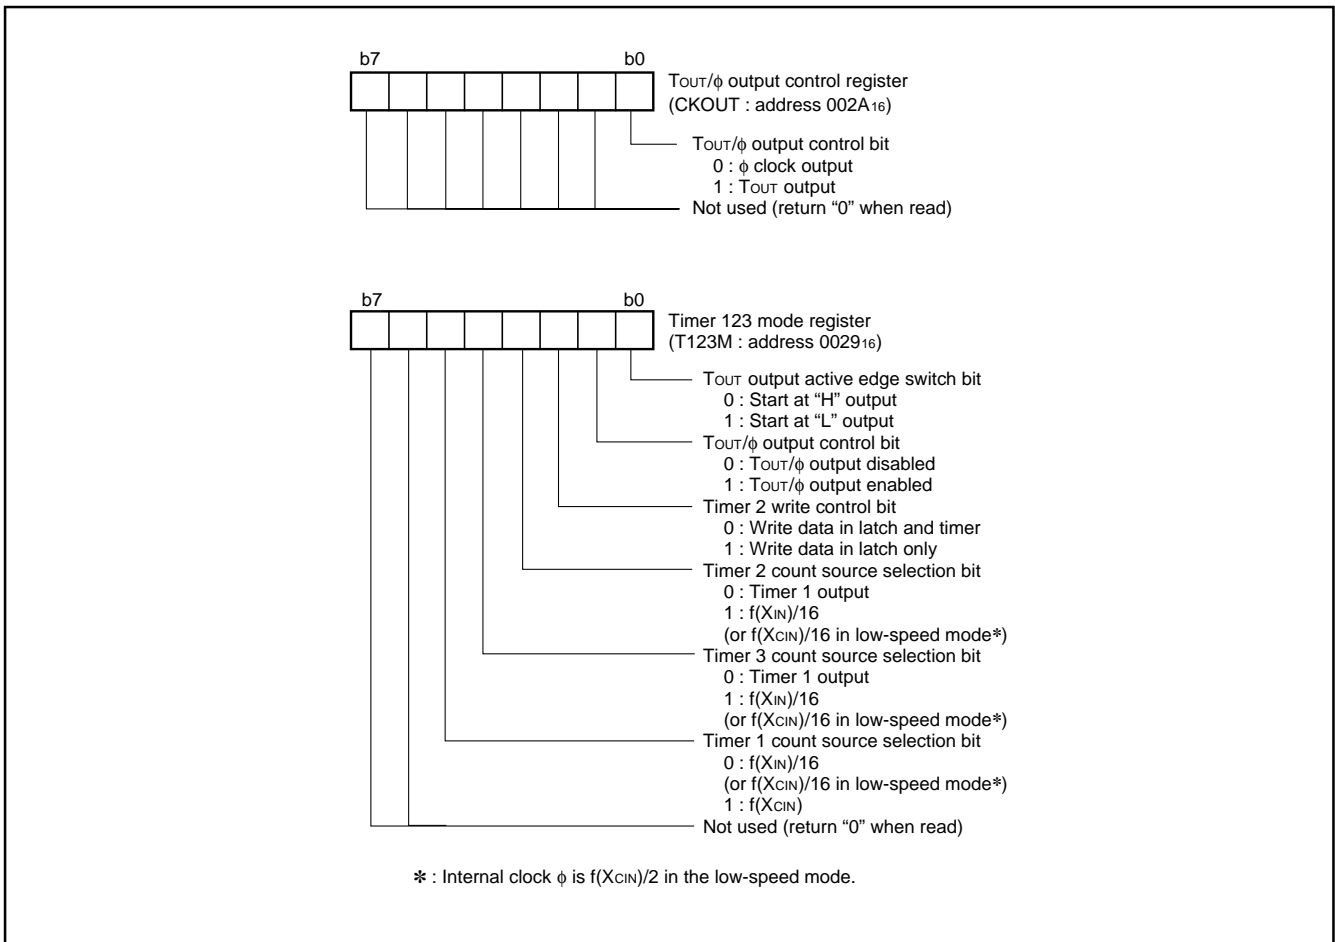 b7 b0
TOUT/ϕ output control register
(CKOUT : address 002A16)
TOUT/ϕ output control bit
0 : ϕ clock output
1 : TOUT output
Not used (return “0” when read)
b7 b0
Timer 123 mode register
(T123M : address 002916)
TOUT output active edge switch bit
0 : Start at “H” output
1 : Start at “L” output
TOUT/ϕ output control bit
0 : TOUT/ϕ output disabled
1 : TOUT/ϕ output enabled
Timer 2 write control bit
0 : Write data in latch and timer
1 : Write data in latch only
Timer 2 count source selection bit
0 : Timer 1 output
1 : f(XIN)/16
(or f(XCIN)/16 in low-speed mode✻)
Timer 3 count source selection bit
0 : Timer 1 output
1 : f(XIN)/16
(or f(XCIN)/16 in low-speed mode✻)
Timer 1 count source selection bit
0 : f(XIN)/16
(or f(XCIN)/16 in low-speed mode✻)
1 : f(XCIN)
Not used (return “0” when read)
✻ : Internal clock ϕ is f(XCIN)/2 in the low-speed mode.